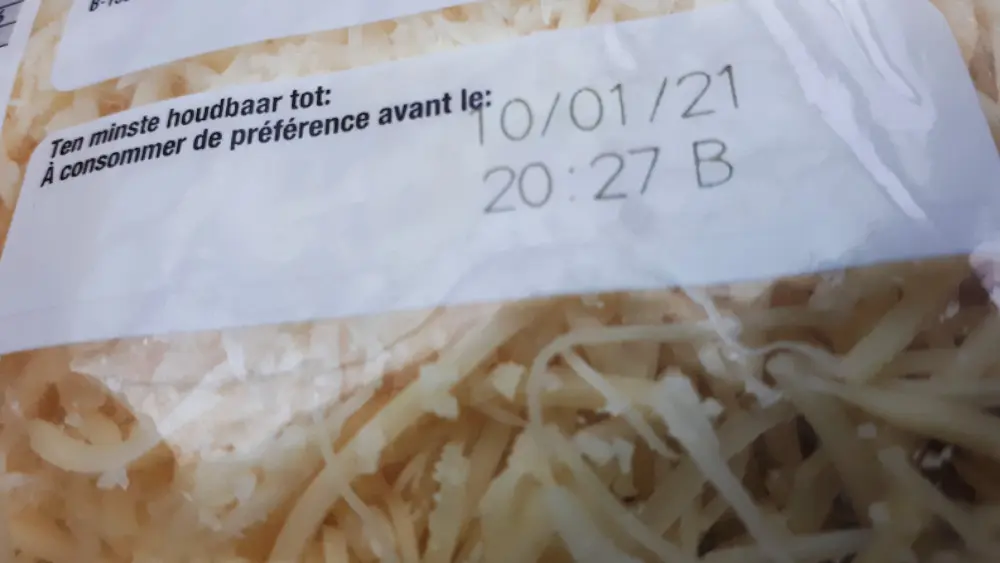 Ten minste houdbaar tot:
À consommer de préférence avant le:
10/01/21
20:27 B